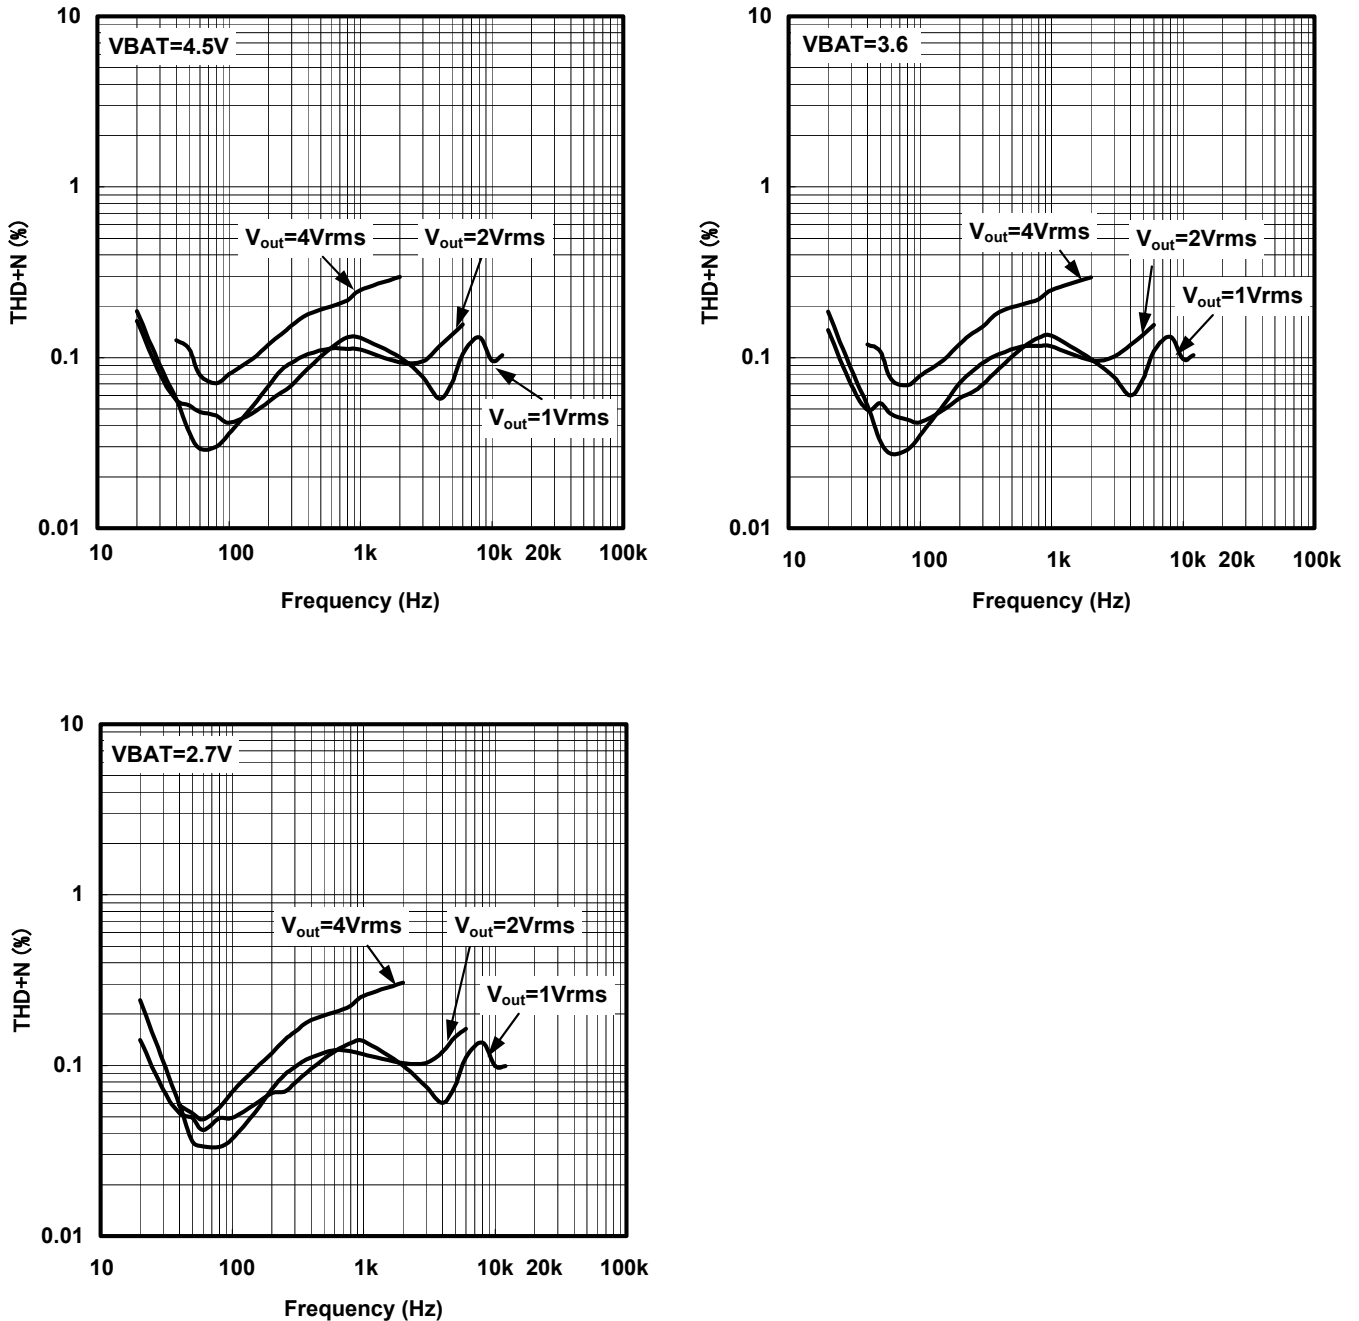 10
VBAT=4.5V
1
THD+N (%)
Vout=4Vrms
Vout=2Vrms
0.1
Vout=1Vrms
0.01
10 100 1k 10k 20k 100k
Frequency (Hz)
10
VBAT=3.6
1
THD+N (%)
Vout=4Vrms
Vout=2Vrms
Vout=1Vrms
0.1
0.01
10 100 1k 10k 20k 100k
Frequency (Hz)
10
VBAT=2.7V
1
THD+N (%)
Vout=4Vrms
Vout=2Vrms
Vout=1Vrms
0.1
0.01
10 100 1k 10k 20k 100k
Frequency (Hz)